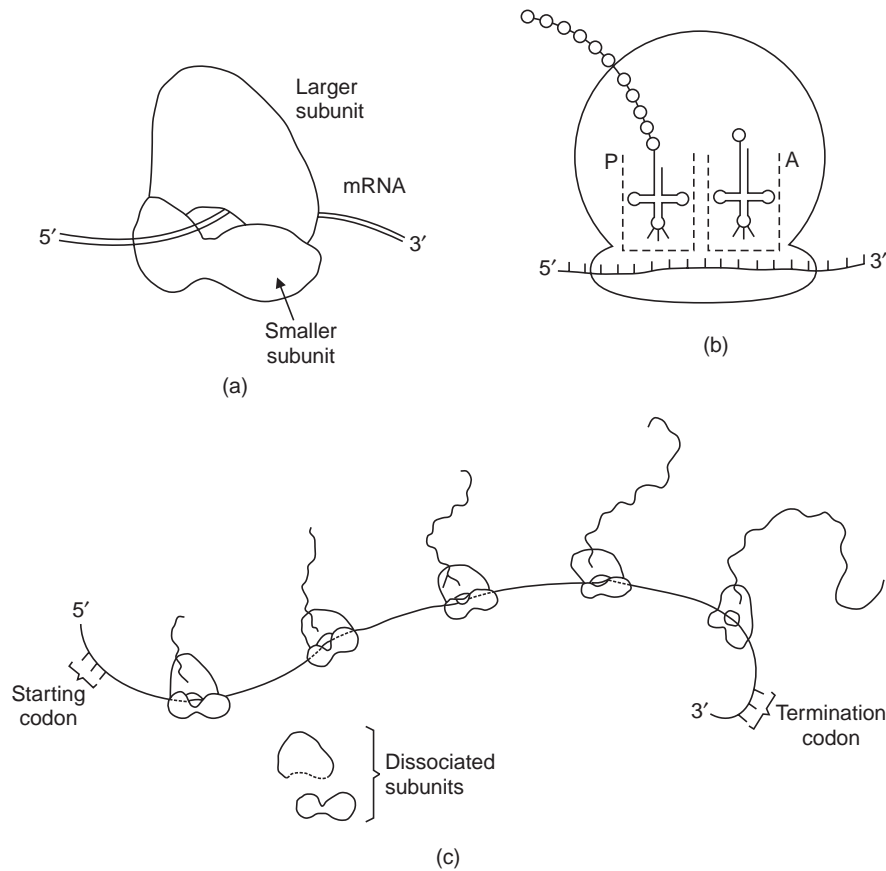 Larger
subunit
mRNA
5′
3′
Smaller
subunit
(a)
P
A
5′
3′
(b)
5′
Starting
codon
3′
Termination
codon
Dissociated
subunits
(c)